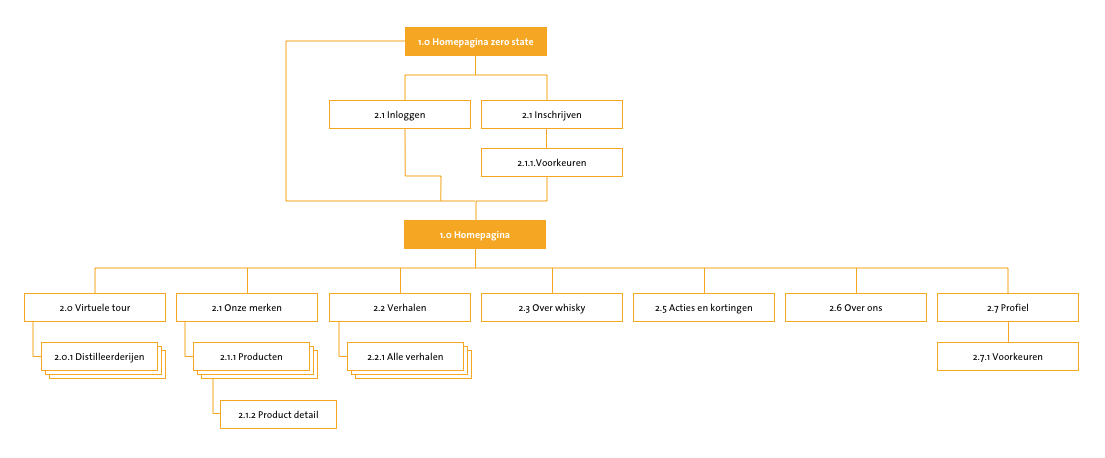 1.0 Homepagina zero state
2.1 Inloggen
2.1 Inschrijven
2.1.1.Voorkeuren
1.0 Homepagina
2.0 Virtuele tour
2.1 Onze merken
2.2 Verhalen
2.3 Over whisky
2.5 Acties en kortingen
2.6 Over ons
2.7 Profiel
2.0.1 Distilleerderijen
2.1.1 Producten
2.2.1 Alle verhalen
2.7.1 Voorkeuren
2.1.2 Product detail